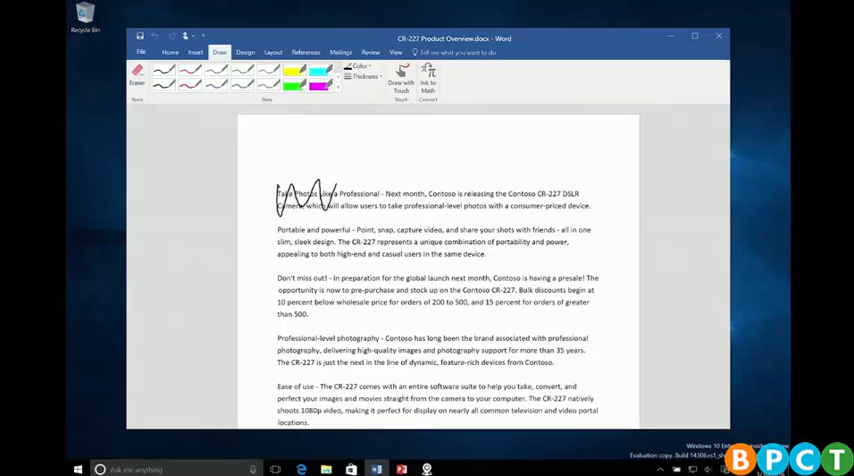 Recycle Bin
CR-227 Product Overview.docx - Word
File Home Insert Draw Design Layout References Mailings Review View Tell me what you want to do
Eraser
Color
Thickness
Draw with Touch
Ink to Math
Tools Pens Touch Convert
Take Photos Like a Professional - Next month, Contoso is releasing the Contoso CR-227 DSLR
Camera, which will allow users to take professional-level photos with a consumer-priced device.
Portable and powerful - Point, snap, capture video, and share your shots with friends - all in one
slim, sleek design. The CR-227 represents a unique combination of portability and power,
appealing to both high-end and casual users in the same device.
Don't miss out! - In preparation for the global launch next month, Contoso is having a presale! The
opportunity is now to pre-purchase and stock up on the Contoso CR-227. Bulk discounts begin at
10 percent below wholesale price for orders of 200 to 500, and 15 percent for orders of greater
than 500.
Professional-level photography - Contoso has long been the brand associated with professional
photography, delivering high-quality images and photography support for more than 35 years.
The CR-227 is just the next in the line of dynamic, feature-rich devices from Contoso.
Ease of use - The CR-227 comes with an entire software suite to help you take, convert, and
perfect your images and movies straight from the camera to your computer. The CR-227 natively
shoots 1080p video, making it perfect for display on nearly all common television and video portal
locations.
Windows 10
Evaluation copy. Build 14306.rs1
Ask me anything
BPCT